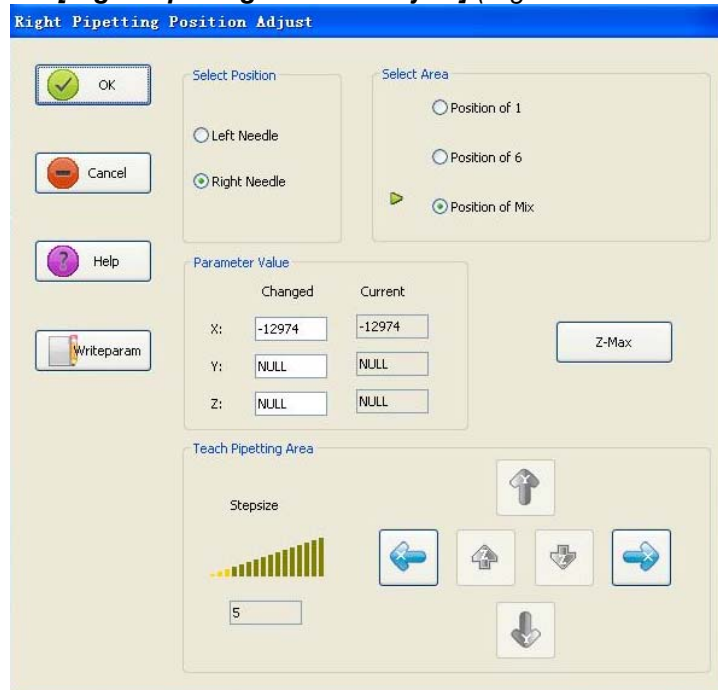 Right Pipetting Position Adjust
OK
Cancel
Help
Writeparam
Select Position
Left Needle
Right Needle
Select Area
Position of 1
Position of 6
Position of Mix
Parameter Value
Changed Current
X: -12974 -12974
Y: NULL NULL
Z: NULL NULL
Z-Max
Teach Pipetting Area
Stepsize
5
Y
X Z Z X
Y